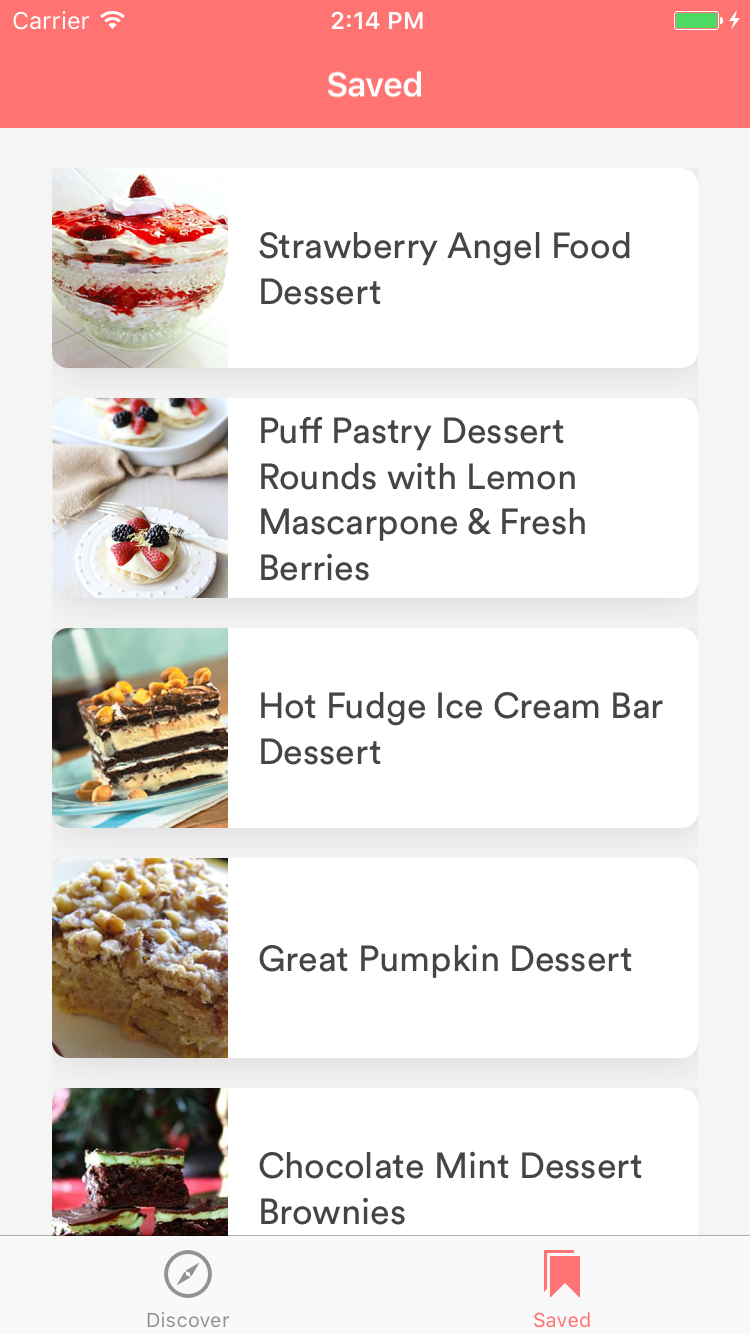 Carrier 2:14 PM
Saved
Strawberry Angel Food
Dessert
Puff Pastry Dessert
Rounds with Lemon
Mascarpone & Fresh
Berries
Hot Fudge Ice Cream Bar
Dessert
Great Pumpkin Dessert
Chocolate Mint Dessert
Brownies
Discover Saved